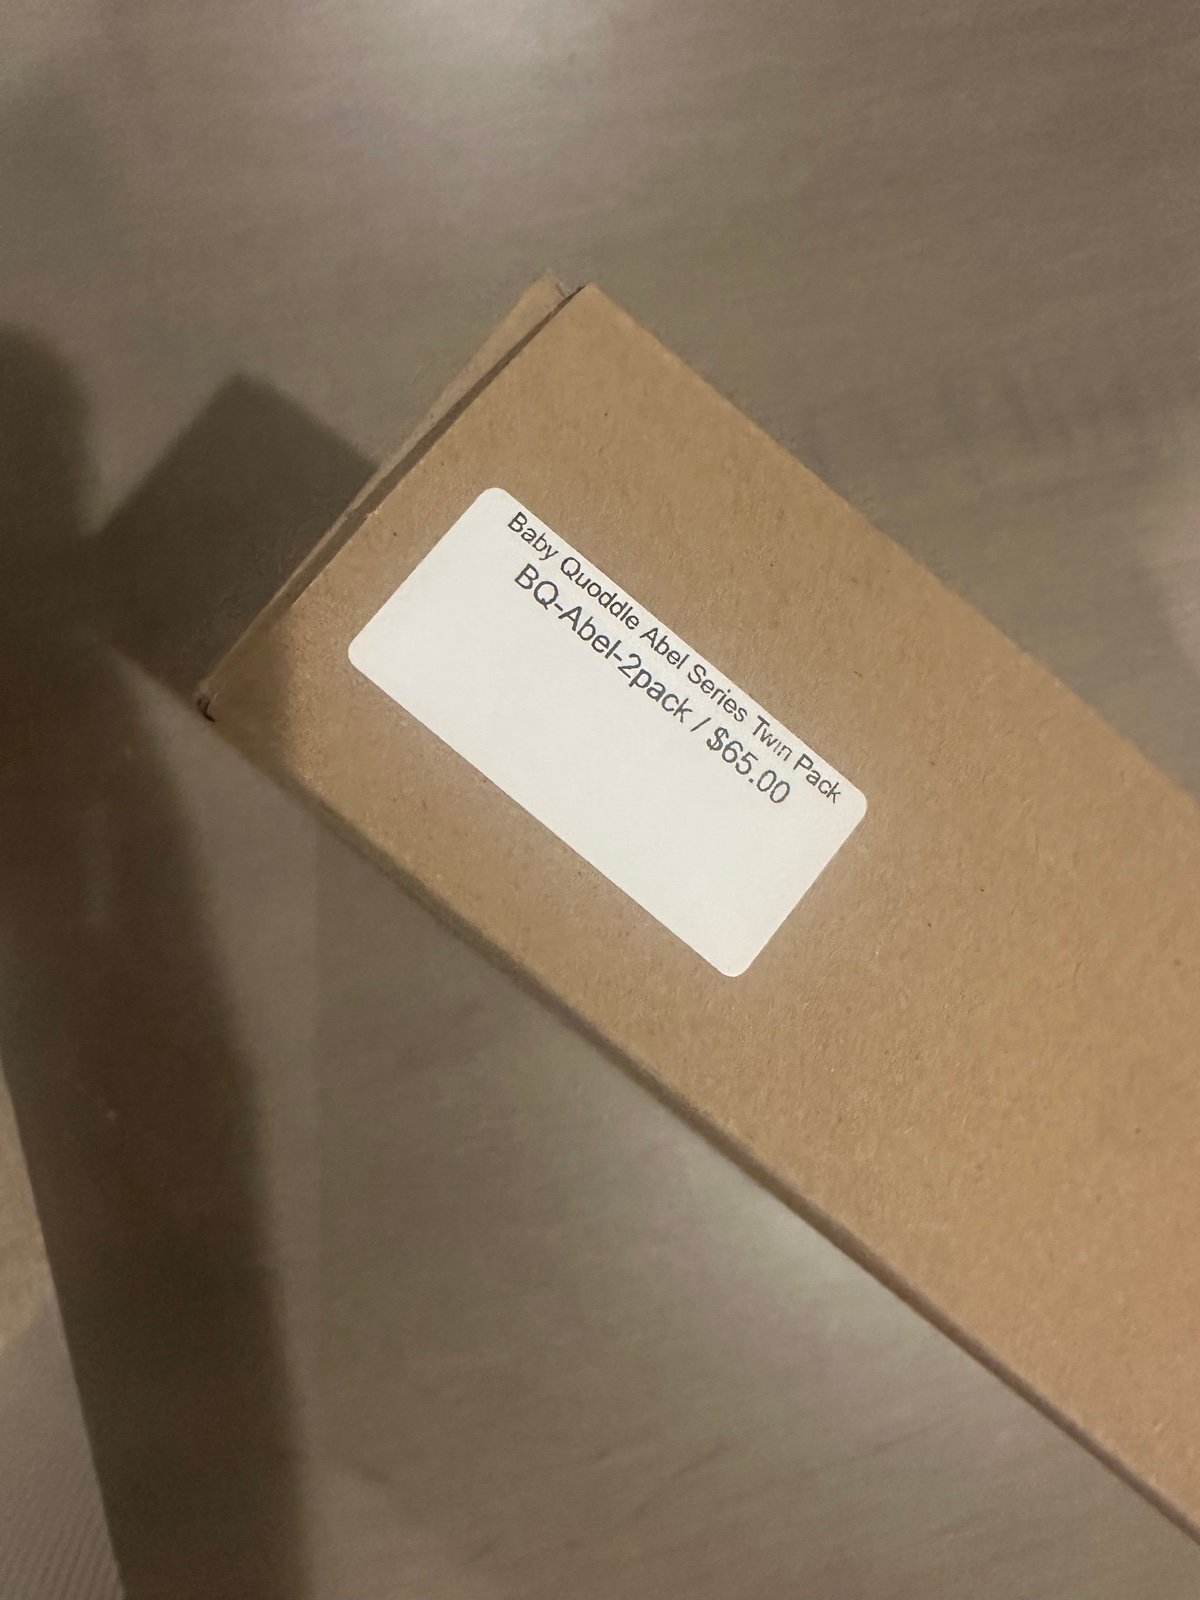 Baby Quoddle Abel Series Twin Pack
BQ-Abel-2pack / $65.00